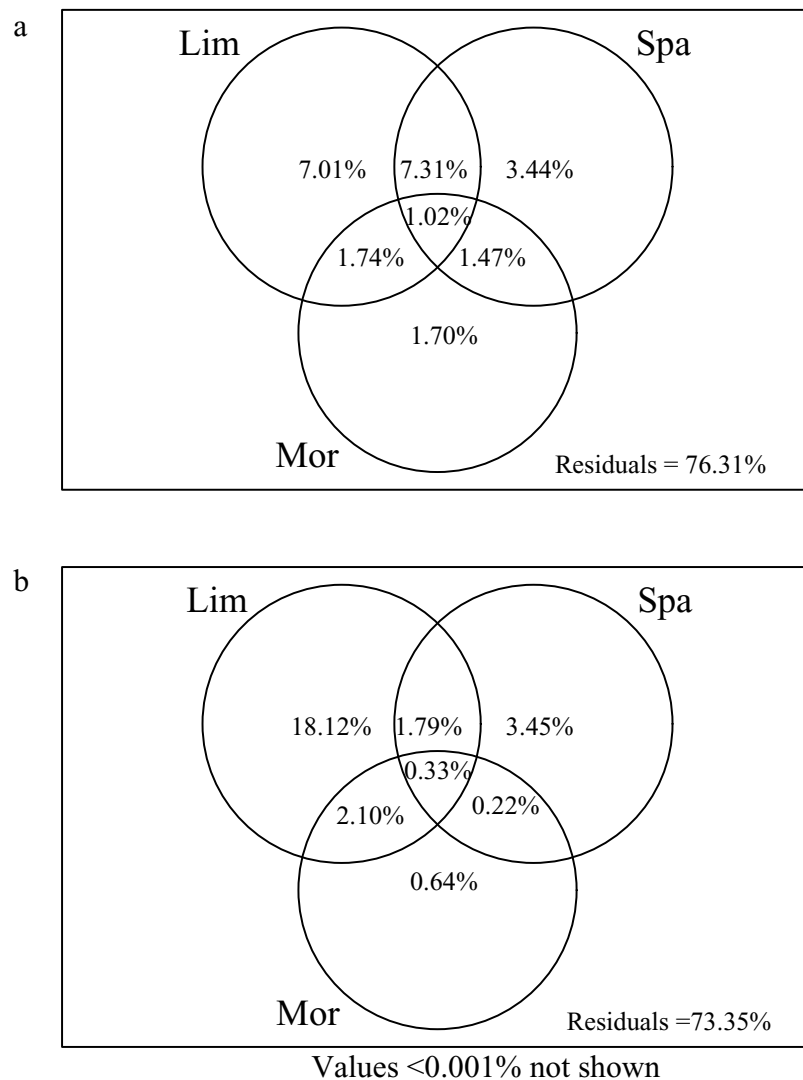 a
Lim Spa
7.01% 7.31% 3.44%
1.02%
1.74% 1.47%
1.70%
Mor
Residuals = 76.31%
b
Lim Spa
18.12% 1.79% 3.45%
0.33%
2.10% 0.22%
0.64%
Mor
Residuals =73.35%
Values <0.001% not shown